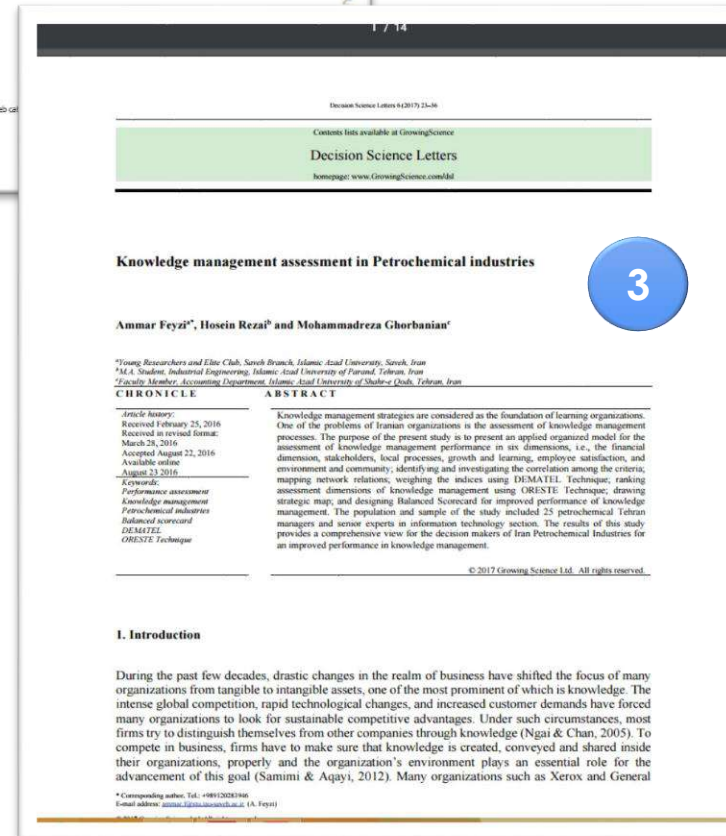 1 / 14
Decision Science Letters 6 (2017) 23–36
Contents lists available at GrowingScience
Decision Science Letters
homepage: www.GrowingScience.com/dsl
Knowledge management assessment in Petrochemical industries
3
Ammar Feyziᵃ*, Hosein Rezaiᵇ and Mohammadreza Ghorbanianᶜ
ᵃYoung Researchers and Elite Club, Saveh Branch, Islamic Azad University, Saveh, Iran
ᵇM.A. Student, Industrial Engineering, Islamic Azad University of Parand, Tehran, Iran
ᶜFaculty Member, Accounting Department, Islamic Azad University of Shahr-e Qods, Tehran, Iran
CHRONICLE
Article history:
Received February 25, 2016
Received in revised format:
March 28, 2016
Accepted August 22, 2016
Available online
August 23 2016
Keywords:
Performance assessment
Knowledge management
Petrochemical industries
Balanced scorecard
DEMATEL
ORESTE Technique
ABSTRACT
Knowledge management strategies are considered as the foundation of learning organizations.
One of the problems of Iranian organizations is the assessment of knowledge management
processes. The purpose of the present study is to present an applied organized model for the
assessment of knowledge management performance in six dimensions, i.e., the financial
dimension, stakeholders, local processes, growth and learning, employee satisfaction, and
environment and community; identifying and investigating the correlation among the criteria;
mapping network relations; weighing the indices using DEMATEL Technique; ranking
assessment dimensions of knowledge management using ORESTE Technique; drawing
strategic map; and designing Balanced Scorecard for improved performance of knowledge
management. The population and sample of the study included 25 petrochemical Tehran
managers and senior experts in information technology section. The results of this study
provides a comprehensive view for the decision makers of Iran Petrochemical Industries for
an improved performance in knowledge management.
© 2017 Growing Science Ltd. All rights reserved.
1. Introduction
During the past few decades, drastic changes in the realm of business have shifted the focus of many
organizations from tangible to intangible assets, one of the most prominent of which is knowledge. The
intense global competition, rapid technological changes, and increased customer demands have forced
many organizations to look for sustainable competitive advantages. Under such circumstances, most
firms try to distinguish themselves from other companies through knowledge (Ngai & Chan, 2005). To
compete in business, firms have to make sure that knowledge is created, conveyed and shared inside
their organizations, properly and the organization's environment plays an essential role for the
advancement of this goal (Samimi & Aqayi, 2012). Many organizations such as Xerox and General
* Corresponding author. Tel.: +989120283946
E-mail address: (A. Feyzi)